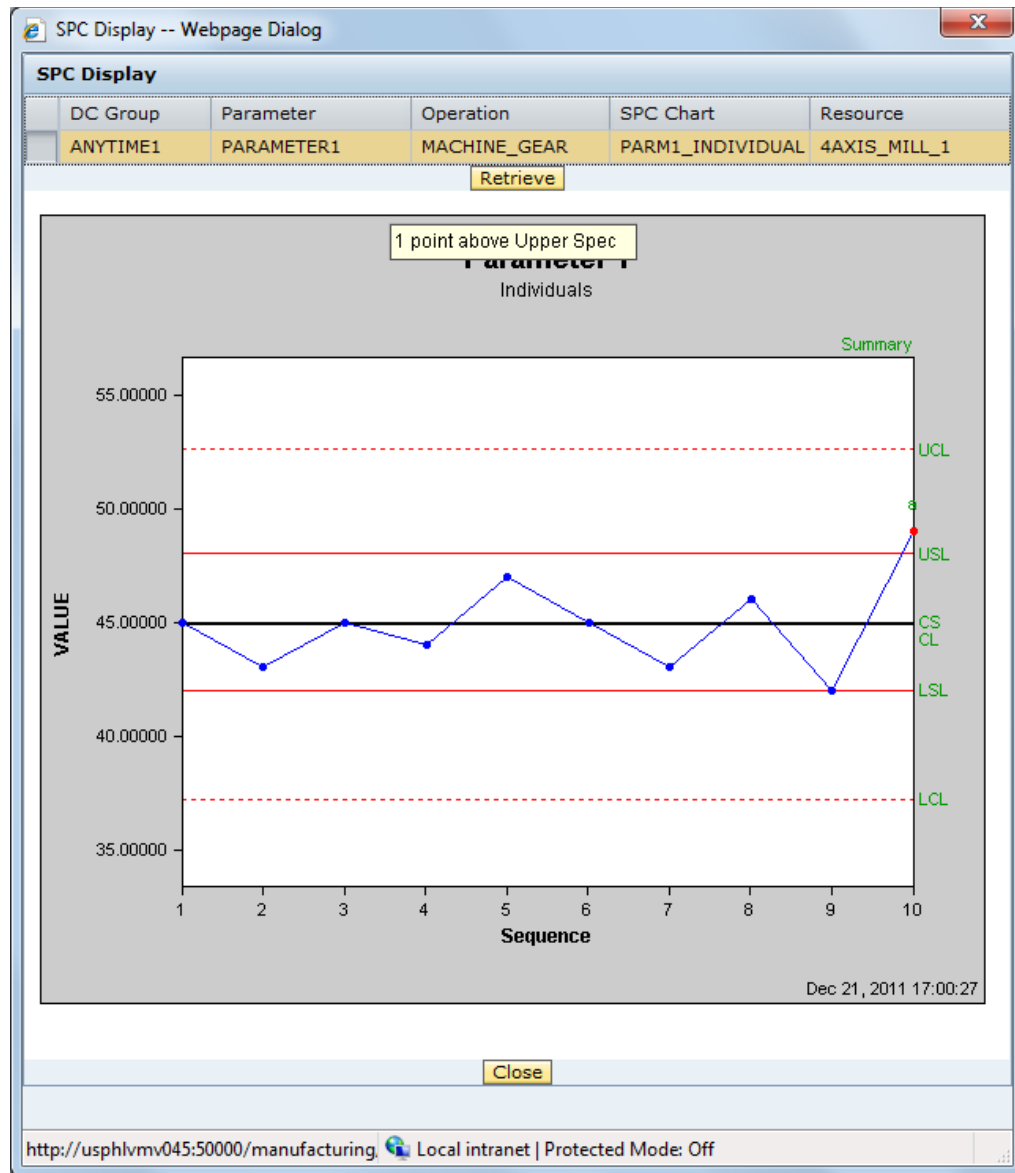 SPC Display -- Webpage Dialog
SPC Display
DC Group Parameter Operation SPC Chart Resource
ANYTIME1 PARAMETER1 MACHINE_GEAR PARM1_INDIVIDUAL 4AXIS_MILL_1
Retrieve
1 point above Upper Spec
Parameter 1
Individuals
Summary
55.00000
UCL
50.00000
a
USL
45.00000
CS
CL
VALUE
LSL
40.00000
LCL
35.00000
1 2 3 4 5 6 7 8 9 10
Sequence
Dec 21, 2011 17:00:27
Close
http://usphlvmv045:50000/manufacturing, Local intranet | Protected Mode: Off